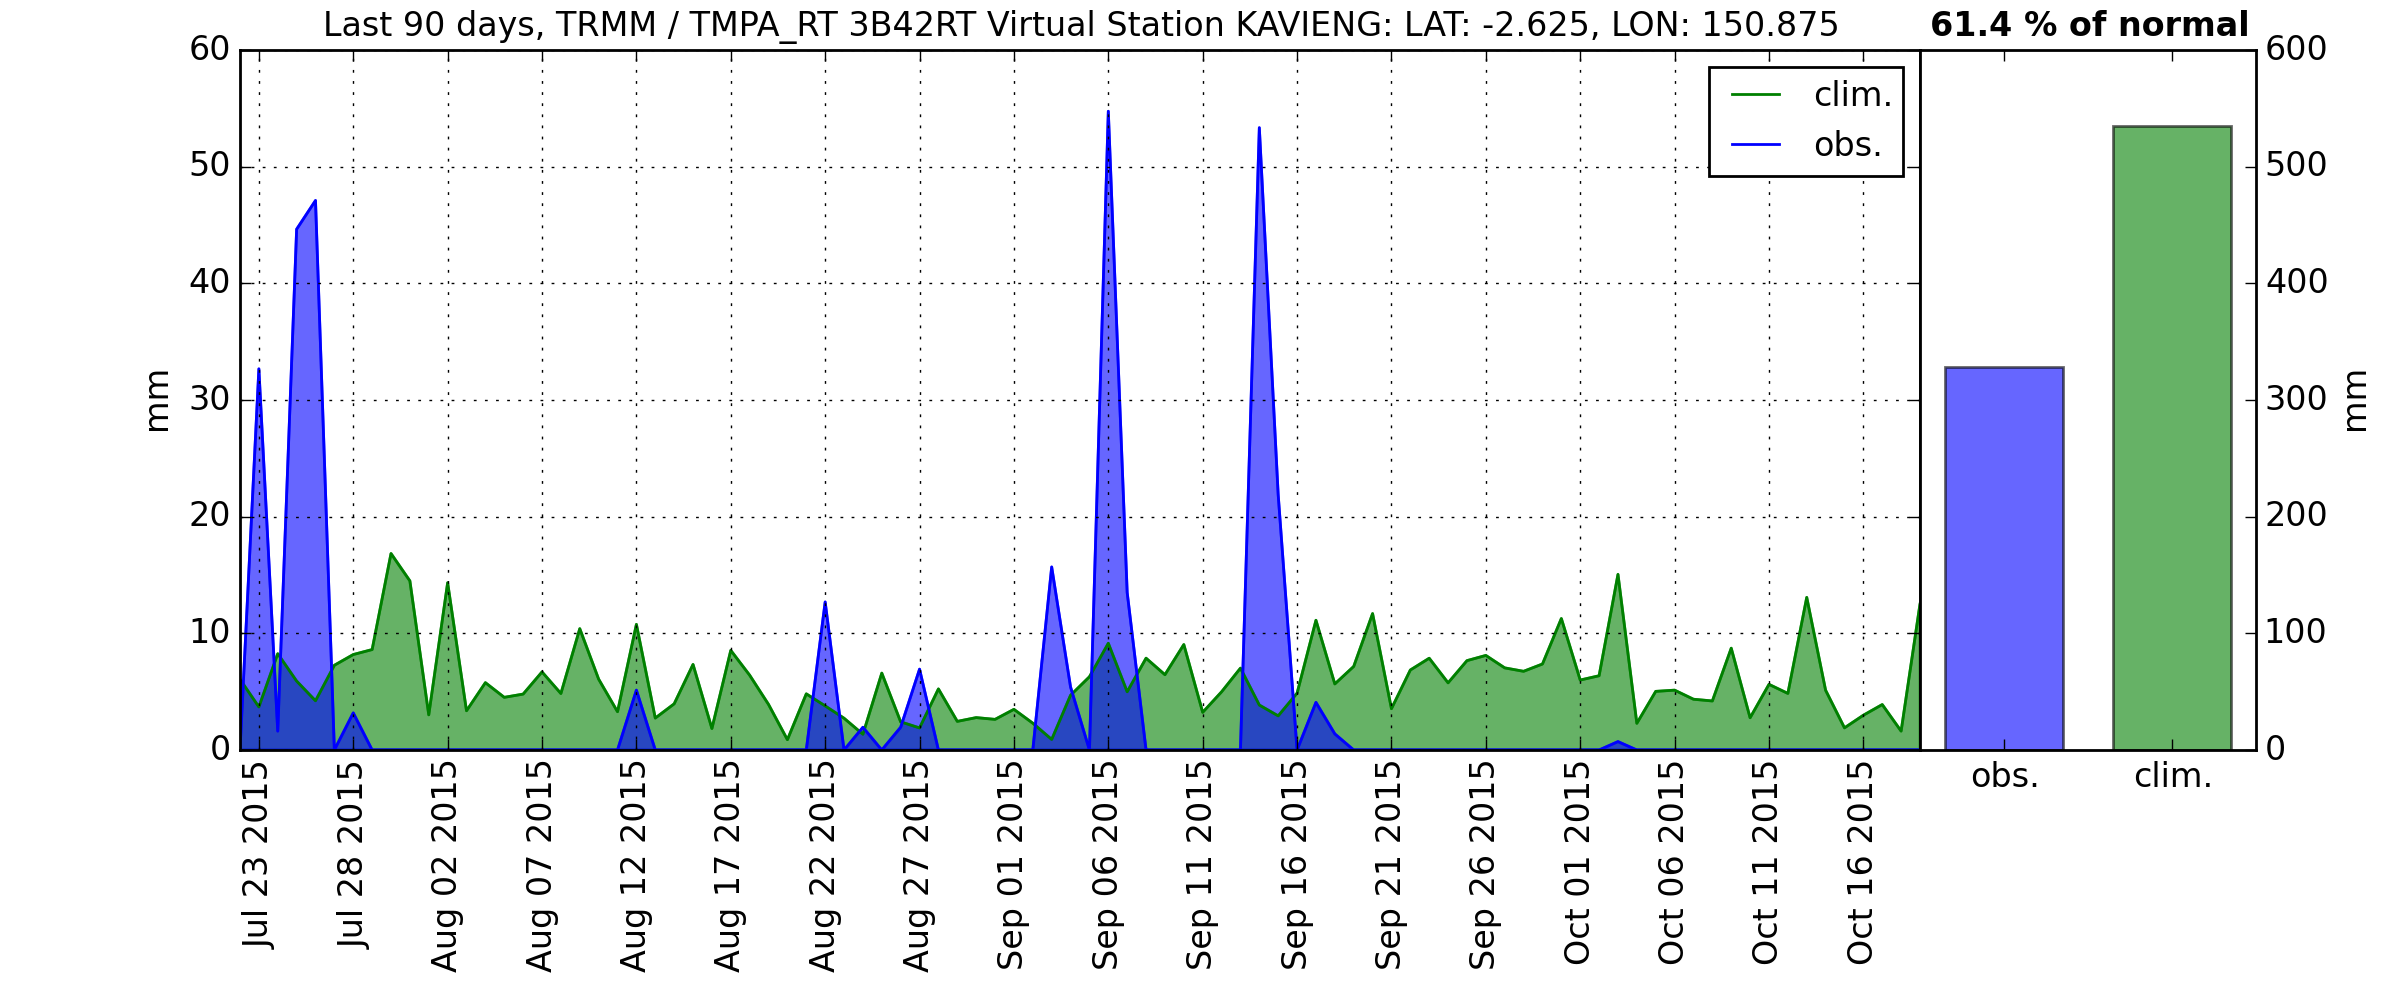 Last 90 days, TRMM / TMPA_RT 3B42RT Virtual Station KAVIENG: LAT: -2.625, LON: 150.875
61.4 % of normal
60
50
40
30
20
10
0
mm
clim.
obs.
600
500
400
300
200
100
0
mm
Jul 23 2015
Jul 28 2015
Aug 02 2015
Aug 07 2015
Aug 12 2015
Aug 17 2015
Aug 22 2015
Aug 27 2015
Sep 01 2015
Sep 06 2015
Sep 11 2015
Sep 16 2015
Sep 21 2015
Sep 26 2015
Oct 01 2015
Oct 06 2015
Oct 11 2015
Oct 16 2015
obs.
clim.